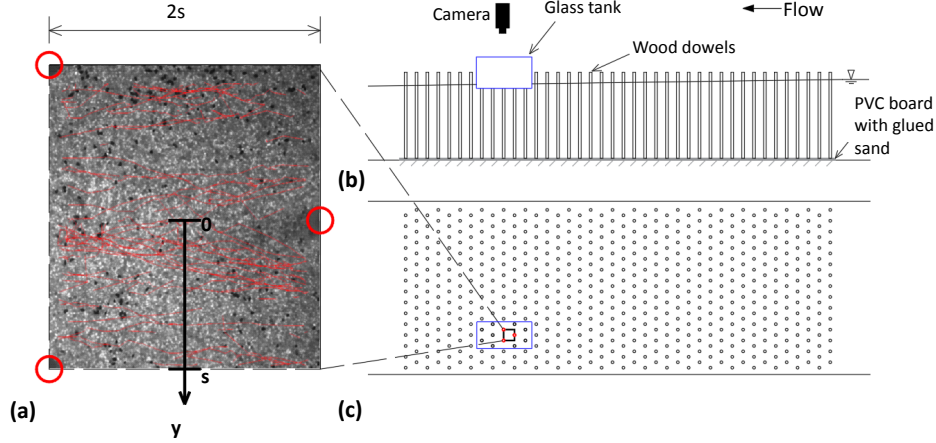 2s
0
s
y
(a)
Camera
Glass tank
Flow
Wood dowels
PVC board
with glued
sand
(b)
(c)